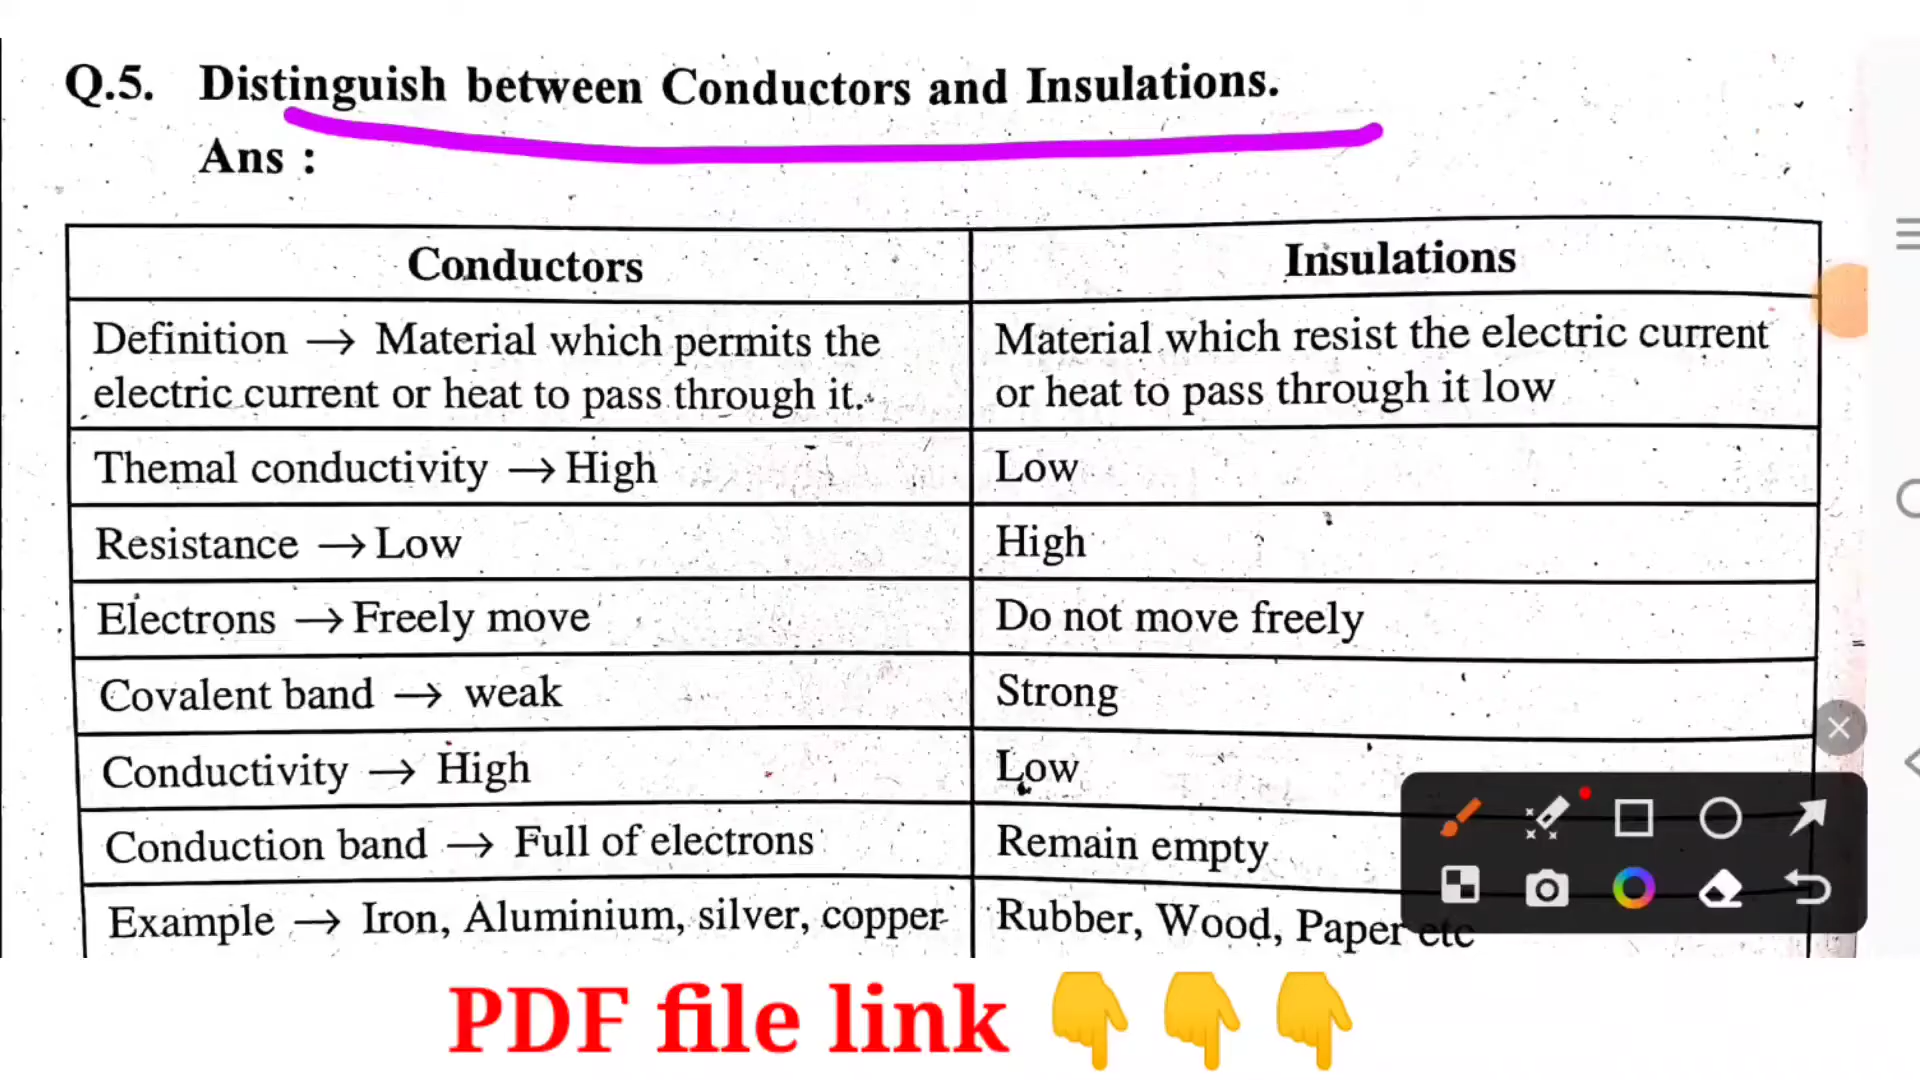 Q.5. Distinguish between Conductors and Insulations.
Ans :
Conductors Insulations
Definition → Material which permits the electric current or heat to pass through it. Material which resist the electric current or heat to pass through it low
Themal conductivity → High Low
Resistance → Low High
Electrons → Freely move Do not move freely
Covalent band → weak Strong
Conductivity → High Low
Conduction band → Full of electrons Remain empty
Example → Iron, Aluminium, silver, copper Rubber, Wood, Paper etc
PDF file link 👇👇👇